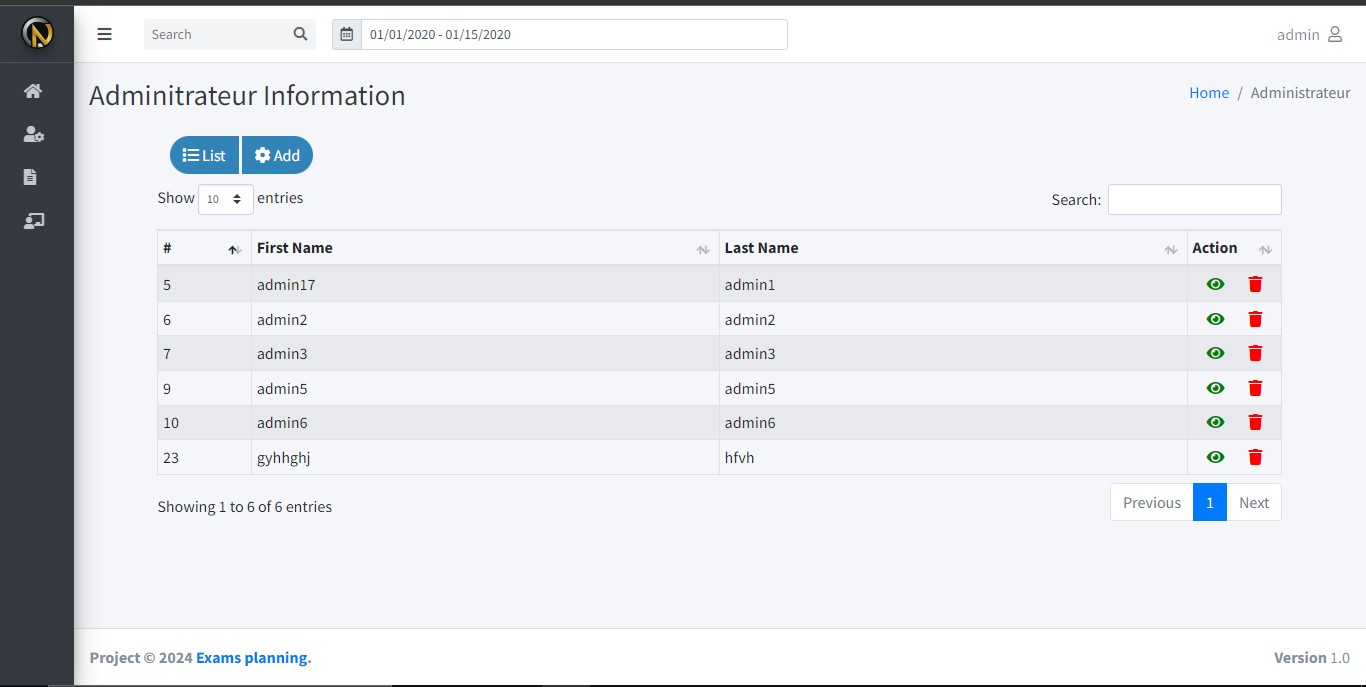 Search
01/01/2020 - 01/15/2020
admin
Adminitrateur Information
Home / Administrateur
List
Add
Show 10 entries
Search:
# First Name Last Name Action
5 admin17 admin1
6 admin2 admin2
7 admin3 admin3
9 admin5 admin5
10 admin6 admin6
23 gyhhghj hfvh
Showing 1 to 6 of 6 entries
Previous 1 Next
Project © 2024 Exams planning.
Version 1.0